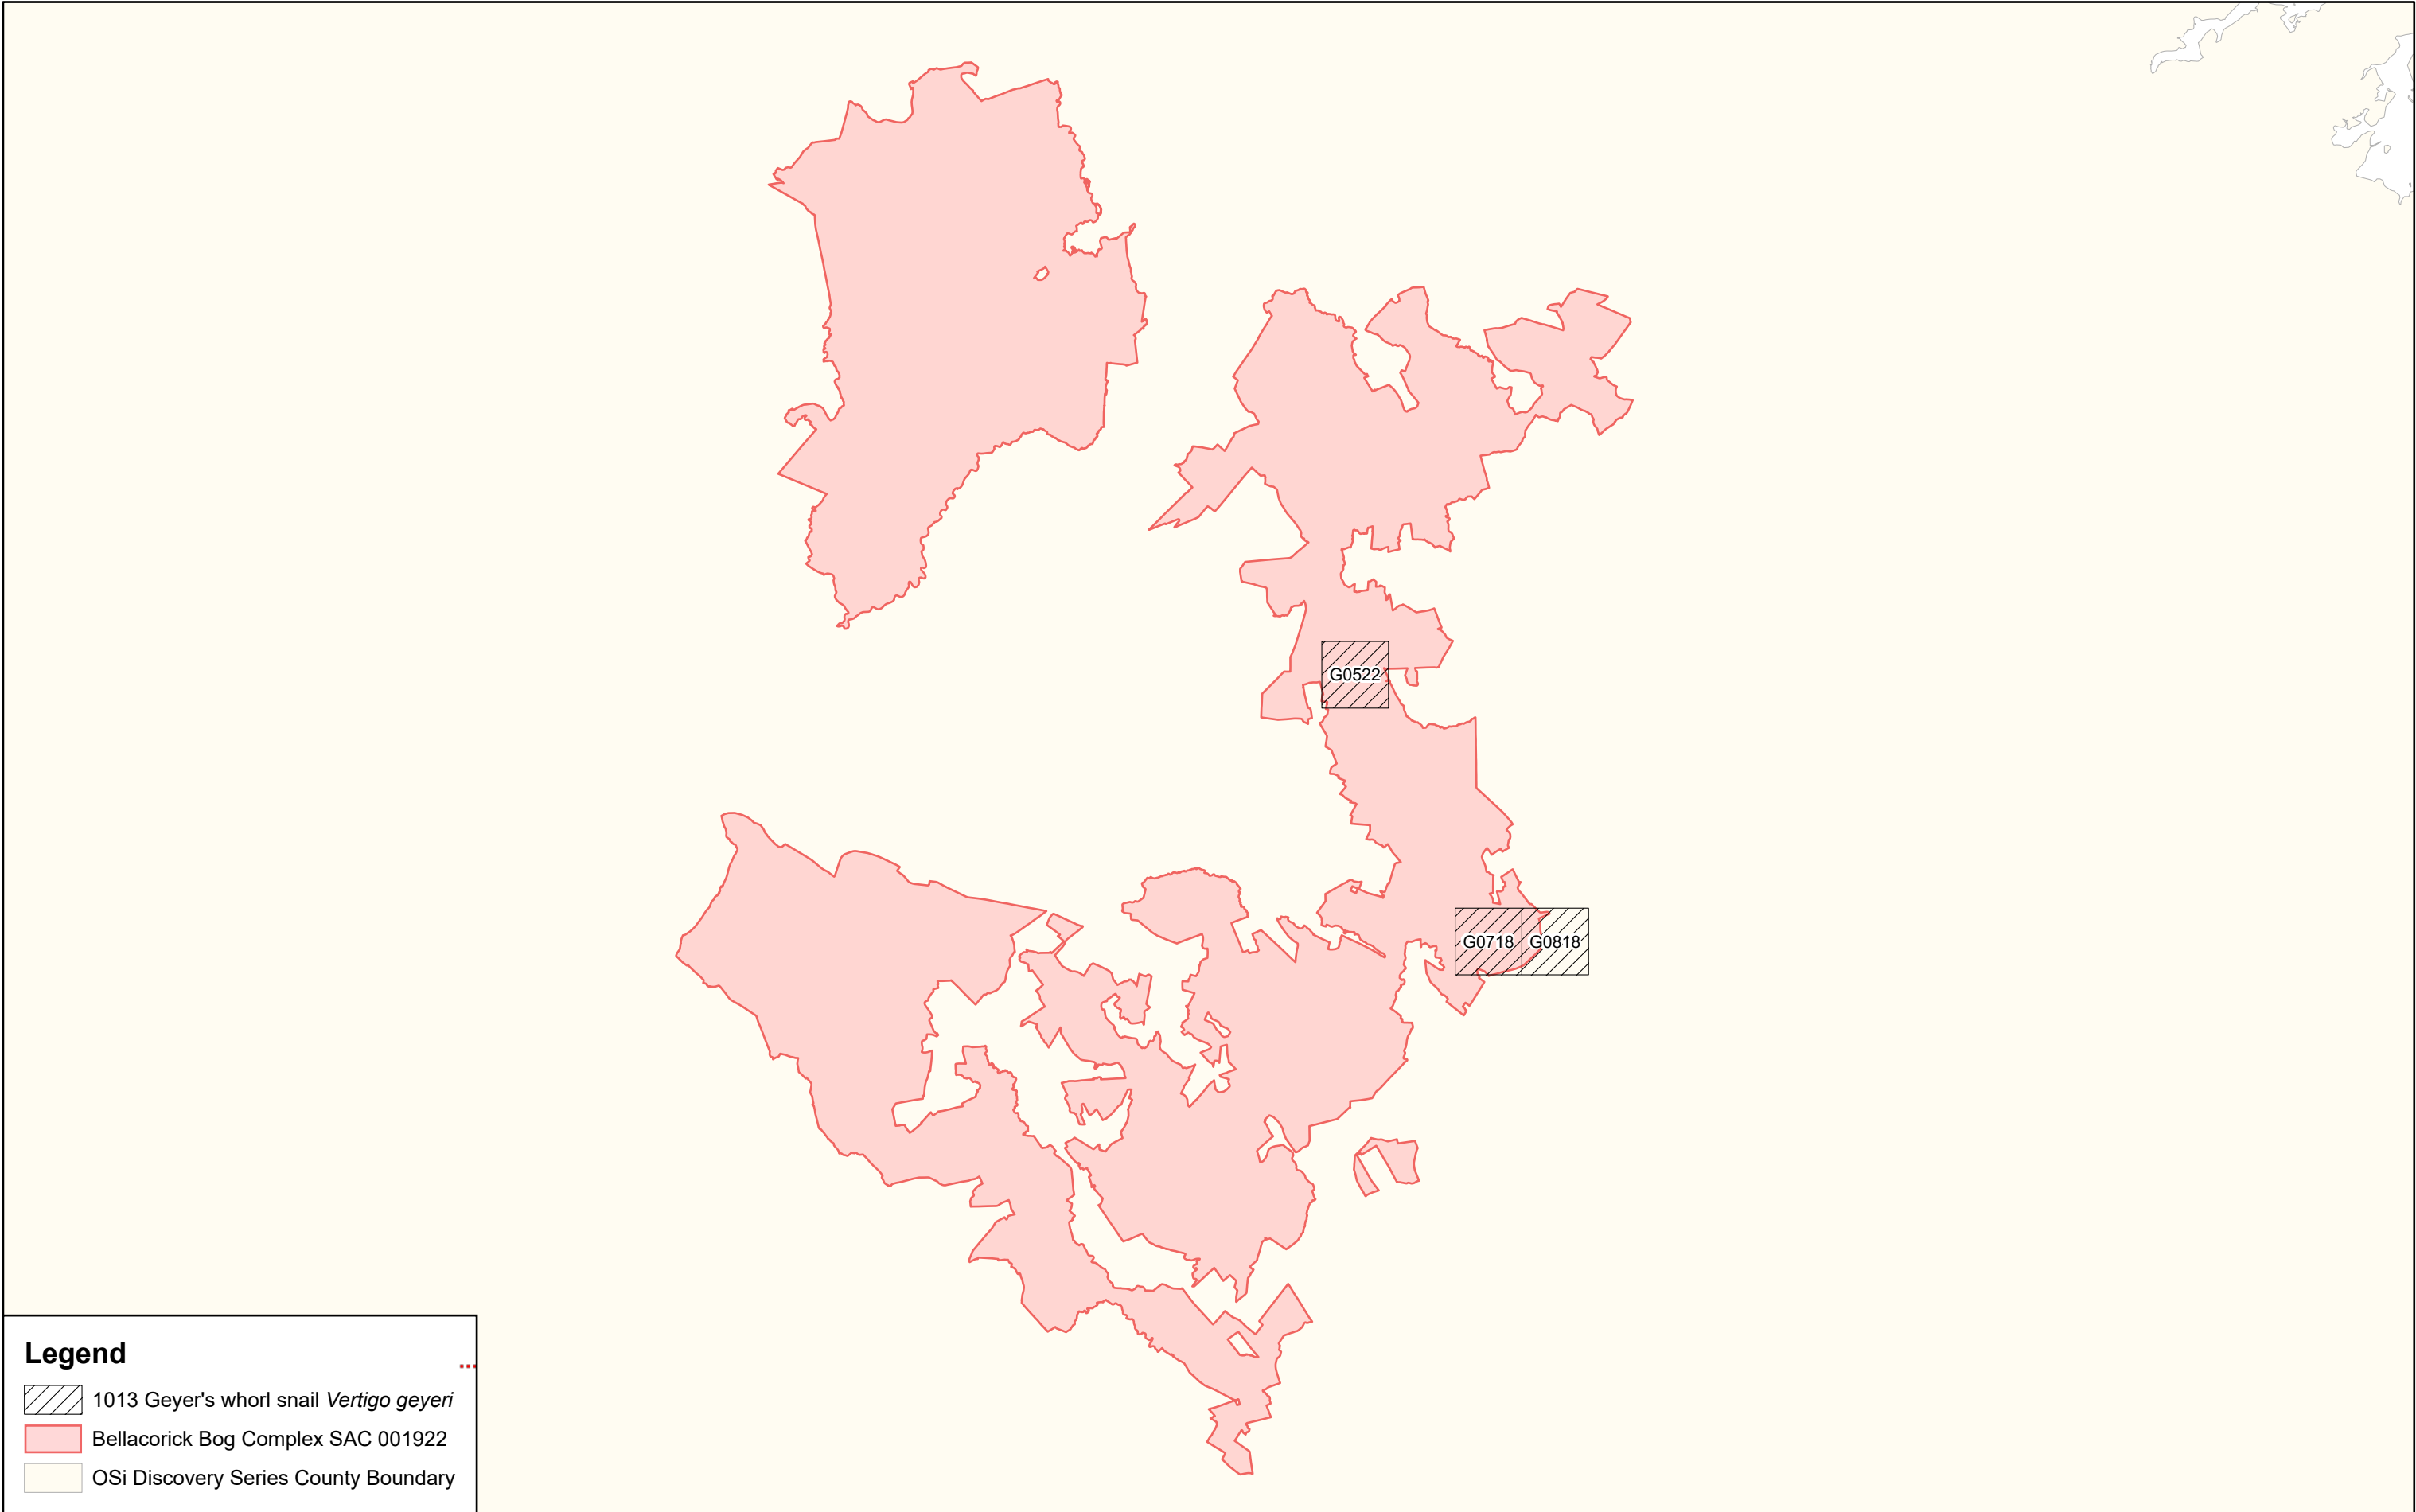 G0522
G0718
G0818
Legend
1013 Geyer's whorl snail Vertigo geyeri
Bellacorick Bog Complex SAC 001922
OSi Discovery Series County Boundary